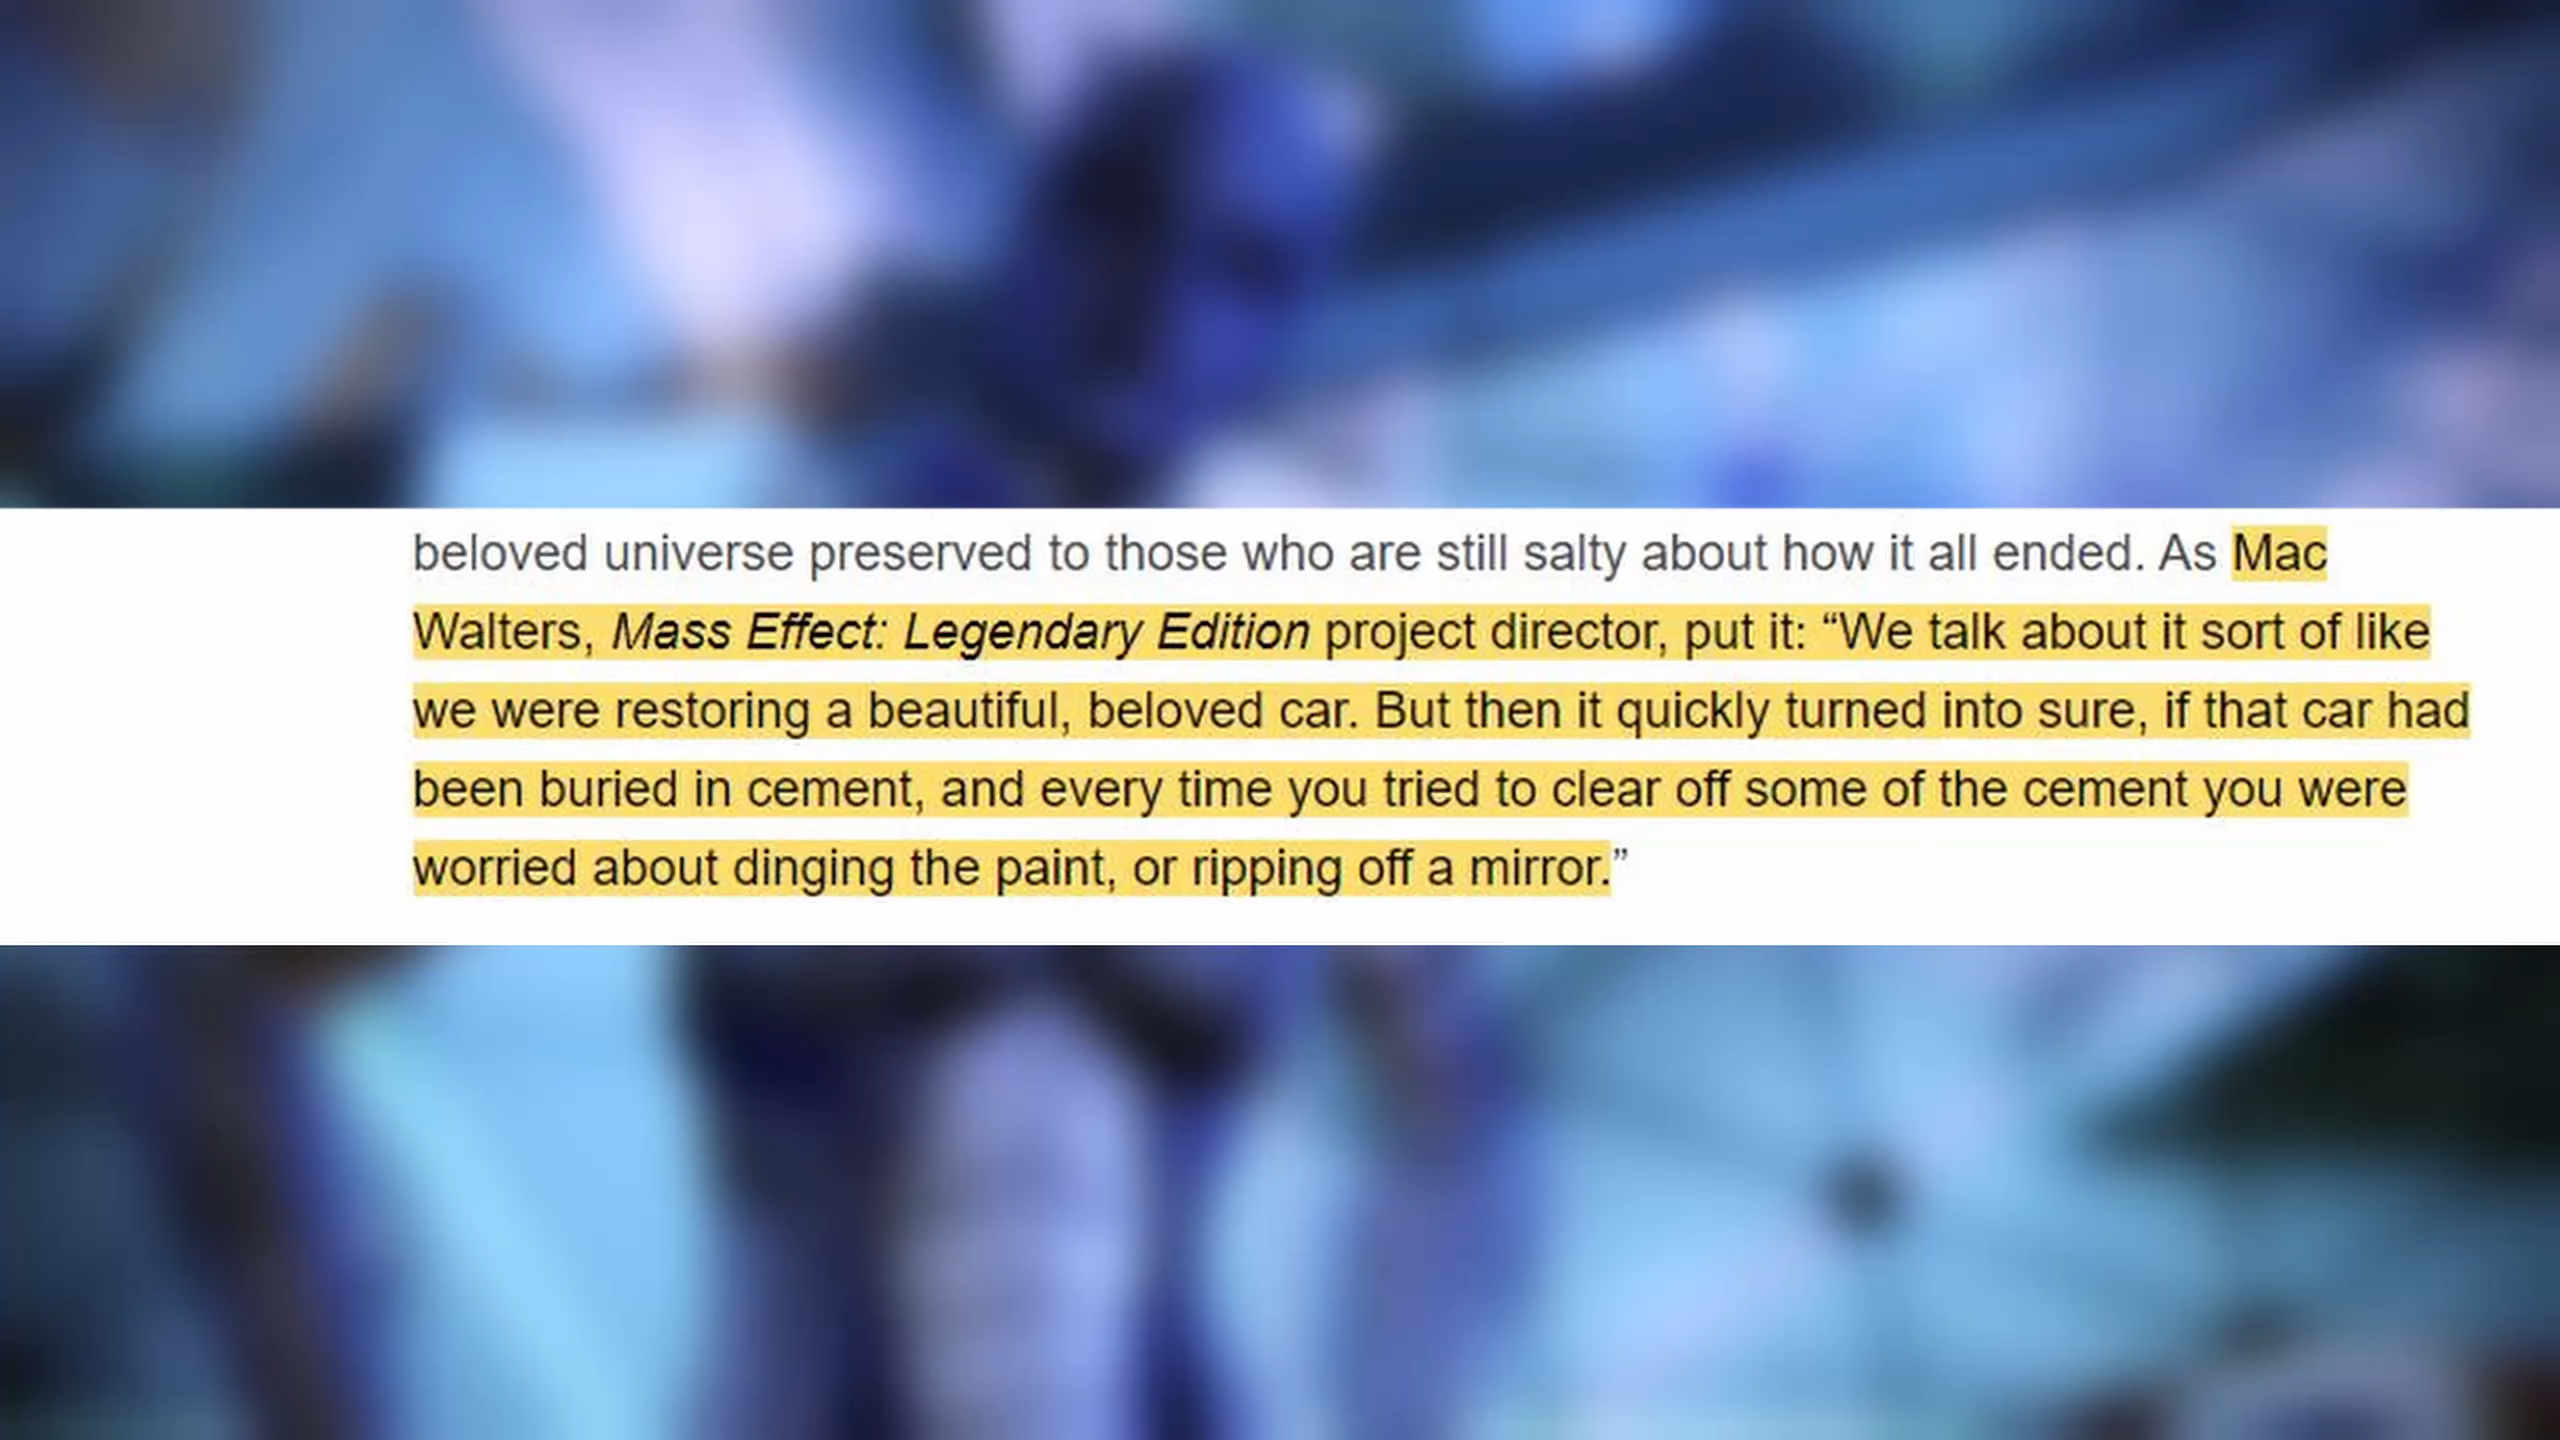 beloved universe preserved to those who are still salty about how it all ended. As Mac
Walters, Mass Effect: Legendary Edition project director, put it: “We talk about it sort of like
we were restoring a beautiful, beloved car. But then it quickly turned into sure, if that car had
been buried in cement, and every time you tried to clear off some of the cement you were
worried about dinging the paint, or ripping off a mirror.”